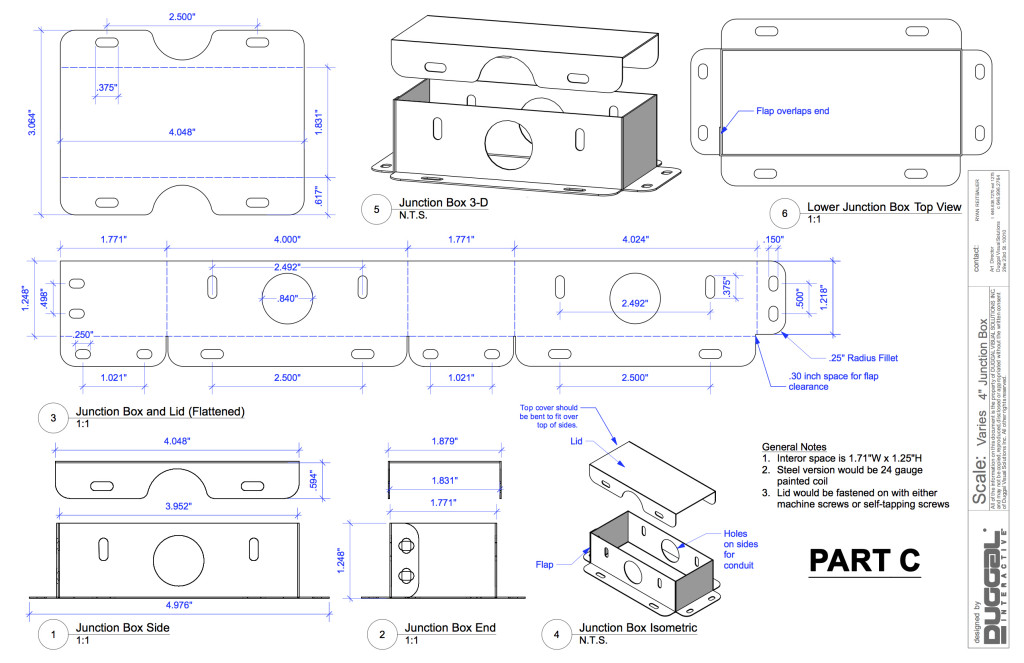 2.500"
.375"
3.064"
4.048"
1.831"
.617"
5
Junction Box 3-D
N.T.S.
Flap overlaps end
6
Lower Junction Box Top View
1:1
1.771"
4.000"
1.771"
4.024"
.150"
1.248"
.498"
.250"
2.492"
.840"
2.492"
.375"
.500"
1.218"
1.021"
2.500"
1.021"
2.500"
.25" Radius Fillet
.30 inch space for flap
clearance
3
Junction Box and Lid (Flattened)
1:1
4.048"
.594"
3.952"
4.976"
1
Junction Box Side
1:1
1.879"
1.831"
1.771"
1.248"
2
Junction Box End
1:1
Top cover should
be bent to fit over
top of sides.
Lid
Flap
Holes
on sides
for
conduit
4
Junction Box Isometric
N.T.S.
General Notes
1. Interor space is 1.71"W x 1.25"H
2. Steel version would be 24 gauge
painted coil
3. Lid would be fastened on with either
machine screws or self-tapping screws
PART C
contact:
Art Director
Duggal Visual Solutions
Scale: Varies 4" Junction Box
All of the information on this document is the property of DUGGAL VISUAL SOLUTIONS INC.
and may not be copied, reproduced, disclosed or appropriated without the written consent
of Duggal Visual Solutions Inc. All other rights reserved.
designed by
DUGGAL
INTERACTIVE